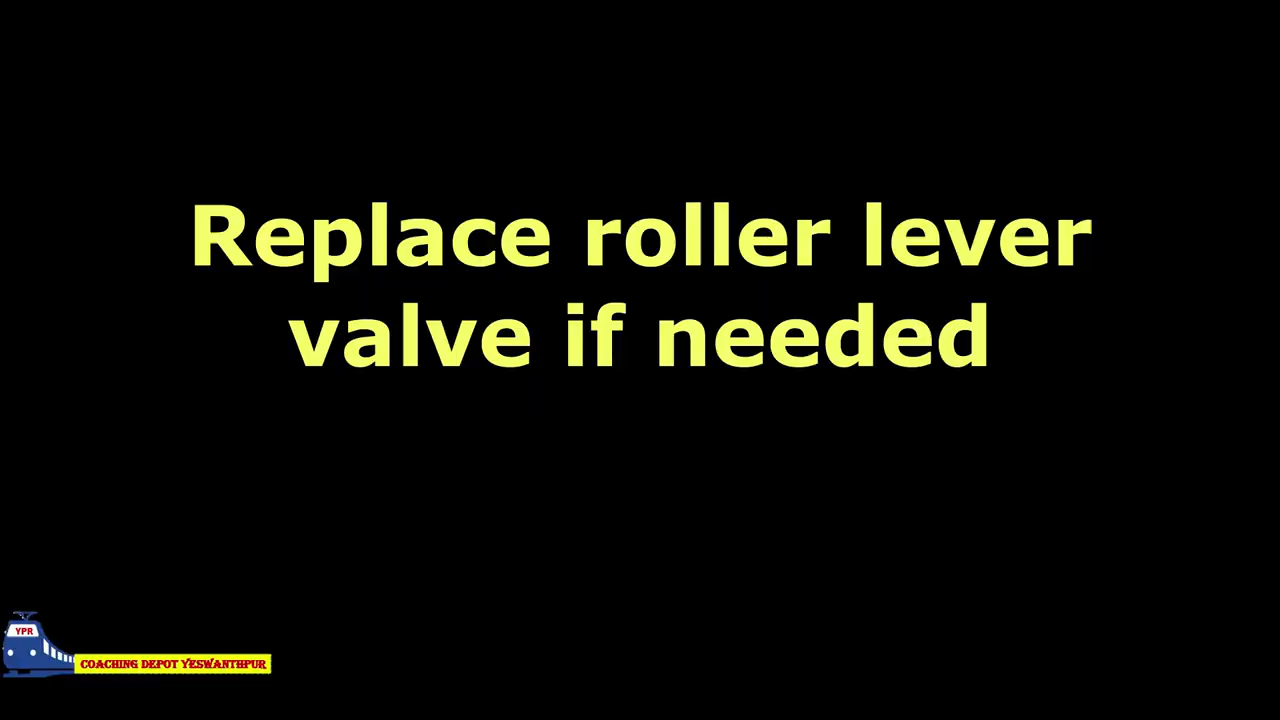 Replace roller lever
valve if needed
YPR
COACHING DEPOT YESWANTHPUR